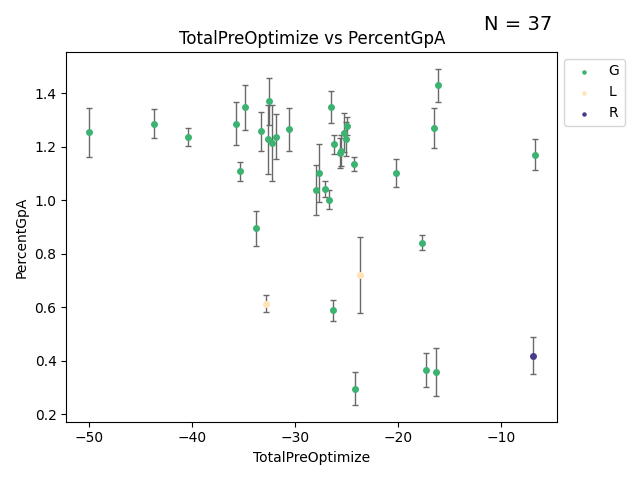 N = 37
TotalPreOptimize vs PercentGpA
G
L
R
PercentGpA
1.4
1.2
1.0
0.8
0.6
0.4
0.2
−50
−40
−30
−20
−10
TotalPreOptimize